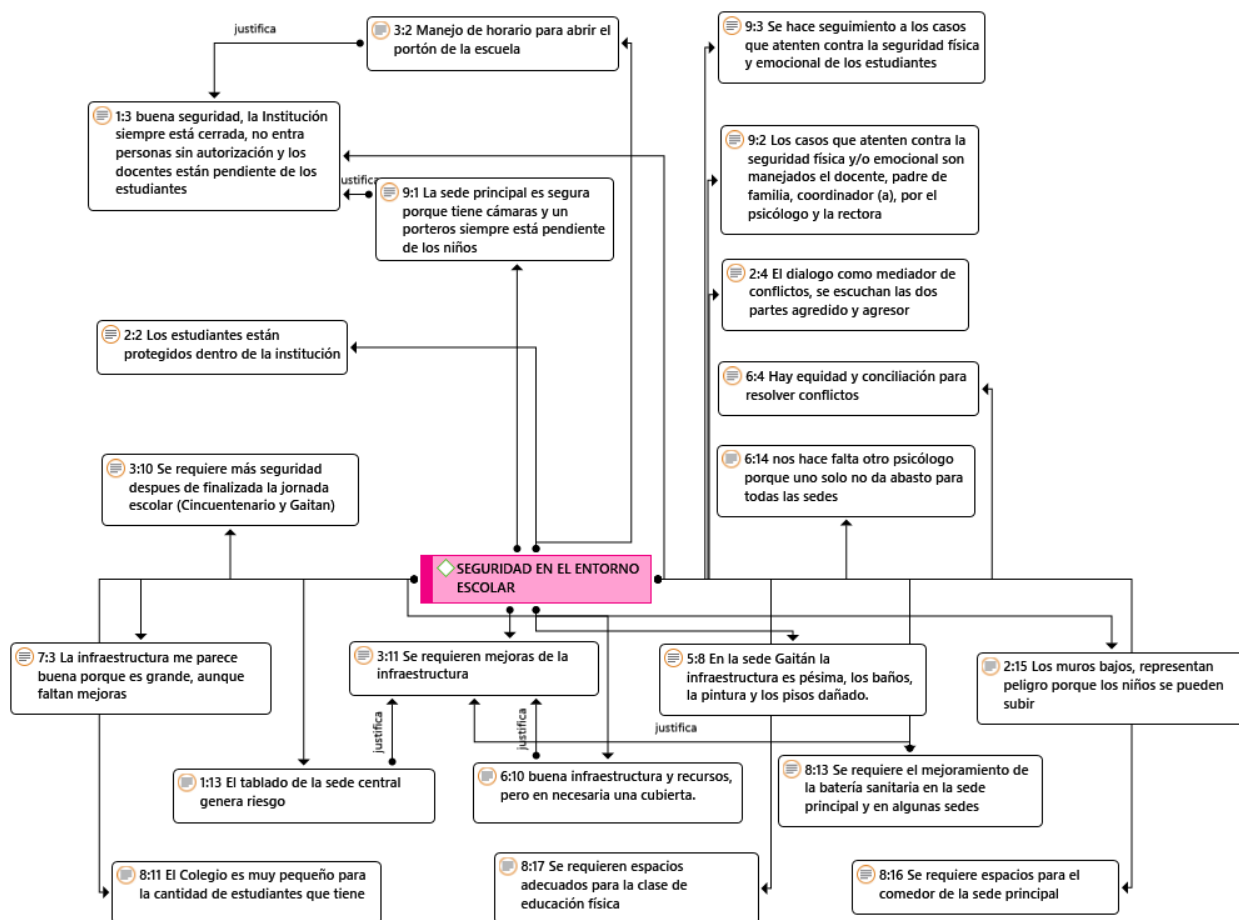 justifica
3:2 Manejo de horario para abrir el
portón de la escuela
9:3 Se hace seguimiento a los casos
que atenten contra la seguridad física
y emocional de los estudiantes
1:3 buena seguridad, la Institución
siempre está cerrada, no entra
personas sin autorización y los
docentes están pendiente de los
estudiantes
9:2 Los casos que atenten contra la
seguridad física y/o emocional son
manejados el docente, padre de
familia, coordinador (a), por el
psicólogo y la rectora
ustifica
9:1 La sede principal es segura
porque tiene cámaras y un
porteros siempre está pendiente
de los niños
2:4 El dialogo como mediador de
conflictos, se escuchan las dos
partes agredido y agresor
2:2 Los estudiantes están
protegidos dentro de la institución
6:4 Hay equidad y conciliación para
resolver conflictos
3:10 Se requiere más seguridad
despues de finalizada la jornada
escolar (Cincuentenario y Gaitan)
6:14 nos hace falta otro psicólogo
porque uno solo no da abasto para
todas las sedes
SEGURIDAD EN EL ENTORNO
ESCOLAR
7:3 La infraestructura me parece
buena porque es grande, aunque
faltan mejoras
3:11 Se requieren mejoras de la
infraestructura
5:8 En la sede Gaitán la
infraestructura es pésima, los baños,
la pintura y los pisos dañado.
2:15 Los muros bajos, representan
peligro porque los niños se pueden
subir
justifica
justifica
justifica
1:13 El tablado de la sede central
genera riesgo
6:10 buena infraestructura y recursos,
pero en necesaria una cubierta.
8:13 Se requiere el mejoramiento de
la batería sanitaria en la sede
principal y en algunas sedes
8:11 El Colegio es muy pequeño para
la cantidad de estudiantes que tiene
8:17 Se requieren espacios
adecuados para la clase de
educación física
8:16 Se requiere espacios para el
comedor de la sede principal